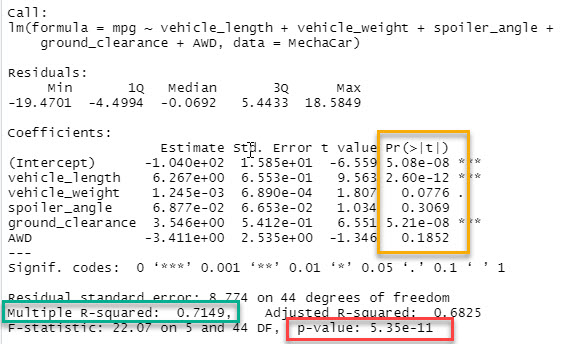 Call:
lm(formula = mpg ~ vehicle_length + vehicle_weight + spoiler_angle +
ground_clearance + AWD, data = MechaCar)
Residuals:
Min 1Q Median 3Q Max
-19.4701 -4.4994 -0.0692 5.4433 18.5849
Coefficients:
Estimate Std. Error t value Pr(>|t|)
(Intercept) -1.040e+02 1.585e+01 -6.559 5.08e-08 ***
vehicle_length 6.267e+00 6.553e-01 9.563 2.60e-12 ***
vehicle_weight 1.245e-03 6.890e-04 1.807 0.0776 .
spoiler_angle 6.877e-02 6.653e-02 1.034 0.3069
ground_clearance 3.546e+00 5.412e-01 6.551 5.21e-08 ***
AWD -3.411e+00 2.535e+00 -1.346 0.1852
---
Signif. codes: 0 ‘***’ 0.001 ‘**’ 0.01 ‘*’ 0.05 ‘.’ 0.1 ‘ ’ 1
Residual standard error: 8.774 on 44 degrees of freedom
Multiple R-squared: 0.7149, Adjusted R-squared: 0.6825
F-statistic: 22.07 on 5 and 44 DF, p-value: 5.35e-11